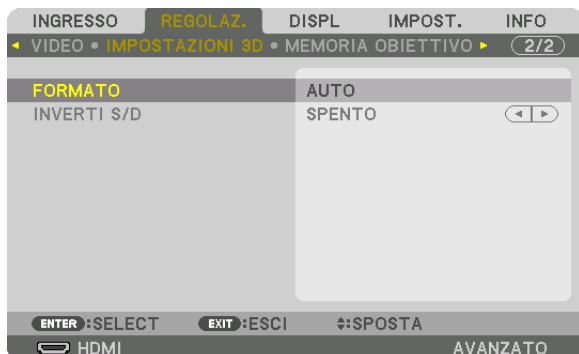 INGRESSO REGOLAZ. DISPL IMPOST. INFO
VIDEO • IMPOSTAZIONI 3D • MEMORIA OBIETTIVO 2/2
FORMATO AUTO
INVERTI S/D SPENTO
ENTER :SELECT EXIT :ESCI :SPOSTA
HDMI AVANZATO